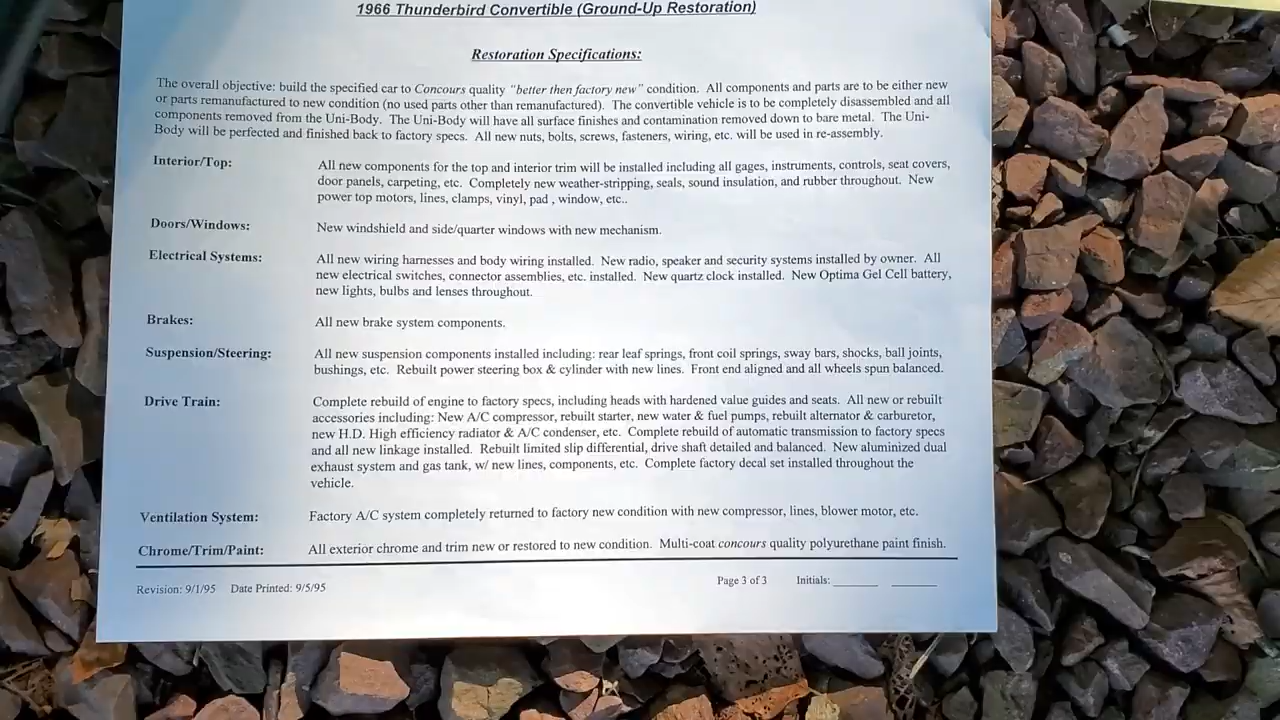 1966 Thunderbird Convertible (Ground-Up Restoration)
Restoration Specifications:
The overall objective: build the specified car to Concours quality "better then factory new" condition. All components and parts are to be either new
or parts remanufactured to new condition (no used parts other than remanufactured). The convertible vehicle is to be completely disassembled and all
components removed from the Uni-Body. The Uni-Body will have all surface finishes and contamination removed down to bare metal. The Uni-
Body will be perfected and finished back to factory specs. All new nuts, bolts, screws, fasteners, wiring, etc. will be used in re-assembly.
Interior/Top: All new components for the top and interior trim will be installed including all gages, instruments, controls, seat covers,
door panels, carpeting, etc. Completely new weather-stripping, seals, sound insulation, and rubber throughout. New
power top motors, lines, clamps, vinyl, pad , window, etc..
Doors/Windows: New windshield and side/quarter windows with new mechanism.
Electrical Systems: All new wiring harnesses and body wiring installed. New radio, speaker and security systems installed by owner. All
new electrical switches, connector assemblies, etc. installed. New quartz clock installed. New Optima Gel Cell battery,
new lights, bulbs and lenses throughout.
Brakes: All new brake system components.
Suspension/Steering: All new suspension components installed including: rear leaf springs, front coil springs, sway bars, shocks, ball joints,
bushings, etc. Rebuilt power steering box & cylinder with new lines. Front end aligned and all wheels spun balanced.
Drive Train: Complete rebuild of engine to factory specs, including heads with hardened value guides and seats. All new or rebuilt
accessories including: New A/C compressor, rebuilt starter, new water & fuel pumps, rebuilt alternator & carburetor,
new H.D. High efficiency radiator & A/C condenser, etc. Complete rebuild of automatic transmission to factory specs
and all new linkage installed. Rebuilt limited slip differential, drive shaft detailed and balanced. New aluminized dual
exhaust system and gas tank, w/ new lines, components, etc. Complete factory decal set installed throughout the
vehicle.
Ventilation System: Factory A/C system completely returned to factory new condition with new compressor, lines, blower motor, etc.
Chrome/Trim/Paint: All exterior chrome and trim new or restored to new condition. Multi-coat concours quality polyurethane paint finish.
Revision: 9/1/95 Date Printed: 9/5/95 Page 3 of 3 Initials: ______ ______